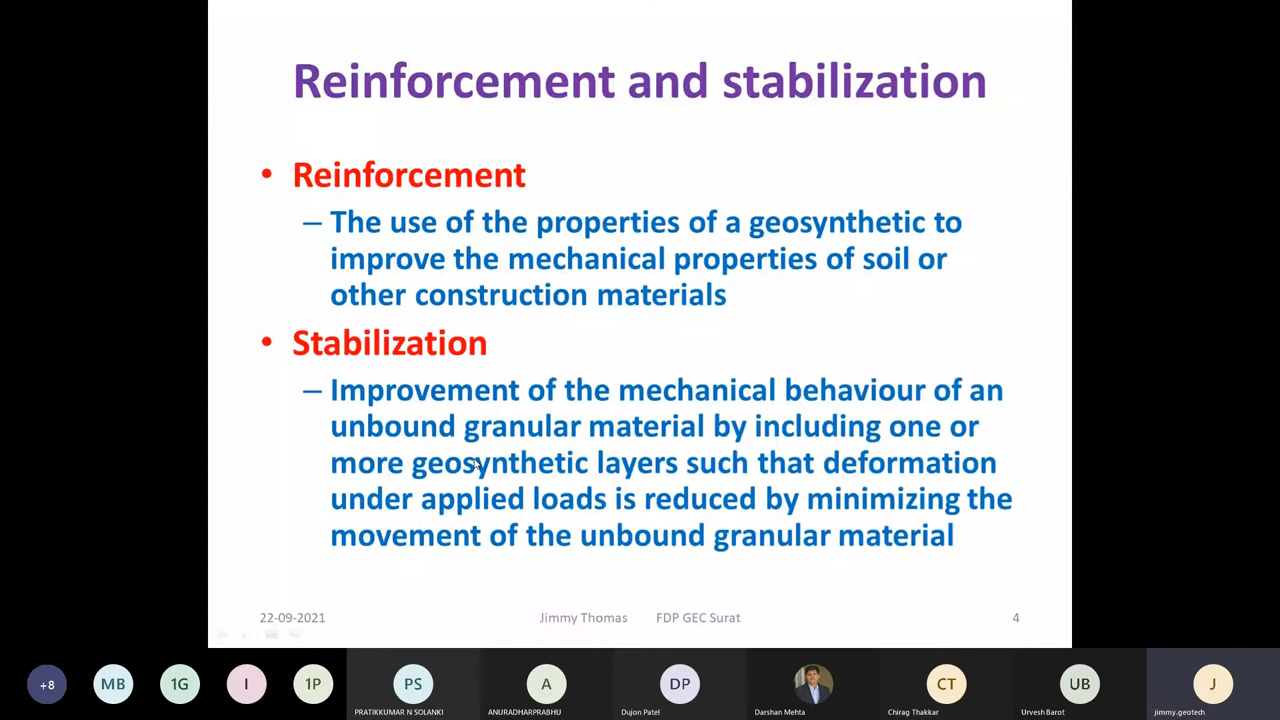 Reinforcement and stabilization
• Reinforcement
– The use of the properties of a geosynthetic to
improve the mechanical properties of soil or
other construction materials
• Stabilization
– Improvement of the mechanical behaviour of an
unbound granular material by including one or
more geosynthetic layers such that deformation
under applied loads is reduced by minimizing the
movement of the unbound granular material
22-09-2021 Jimmy Thomas FDP GEC Surat 4
+8 MB 1G I 1P PS A DP CT UB J
PRATIKKUMAR N SOLANKI ANURADHARPRABHU Dujon Patel Darshan Mehta Chirag Thakkar Urvesh Barot jimmy.geotech